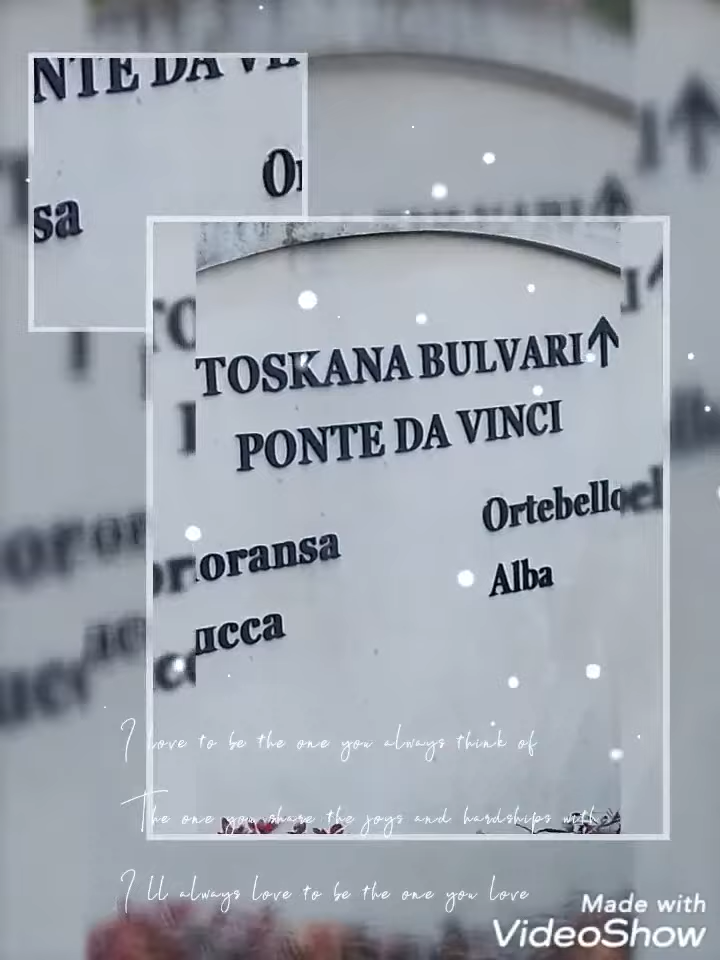 NTE DA VI
Or
sa
TOSKANA BULVARI↑
PONTE DA VINCI
Ortebello
oransa
Alba
ucca
I love to be the one you always think of
The one you share the joys and hardships with
I ll always love to be the one you love
Made with
VideoShow